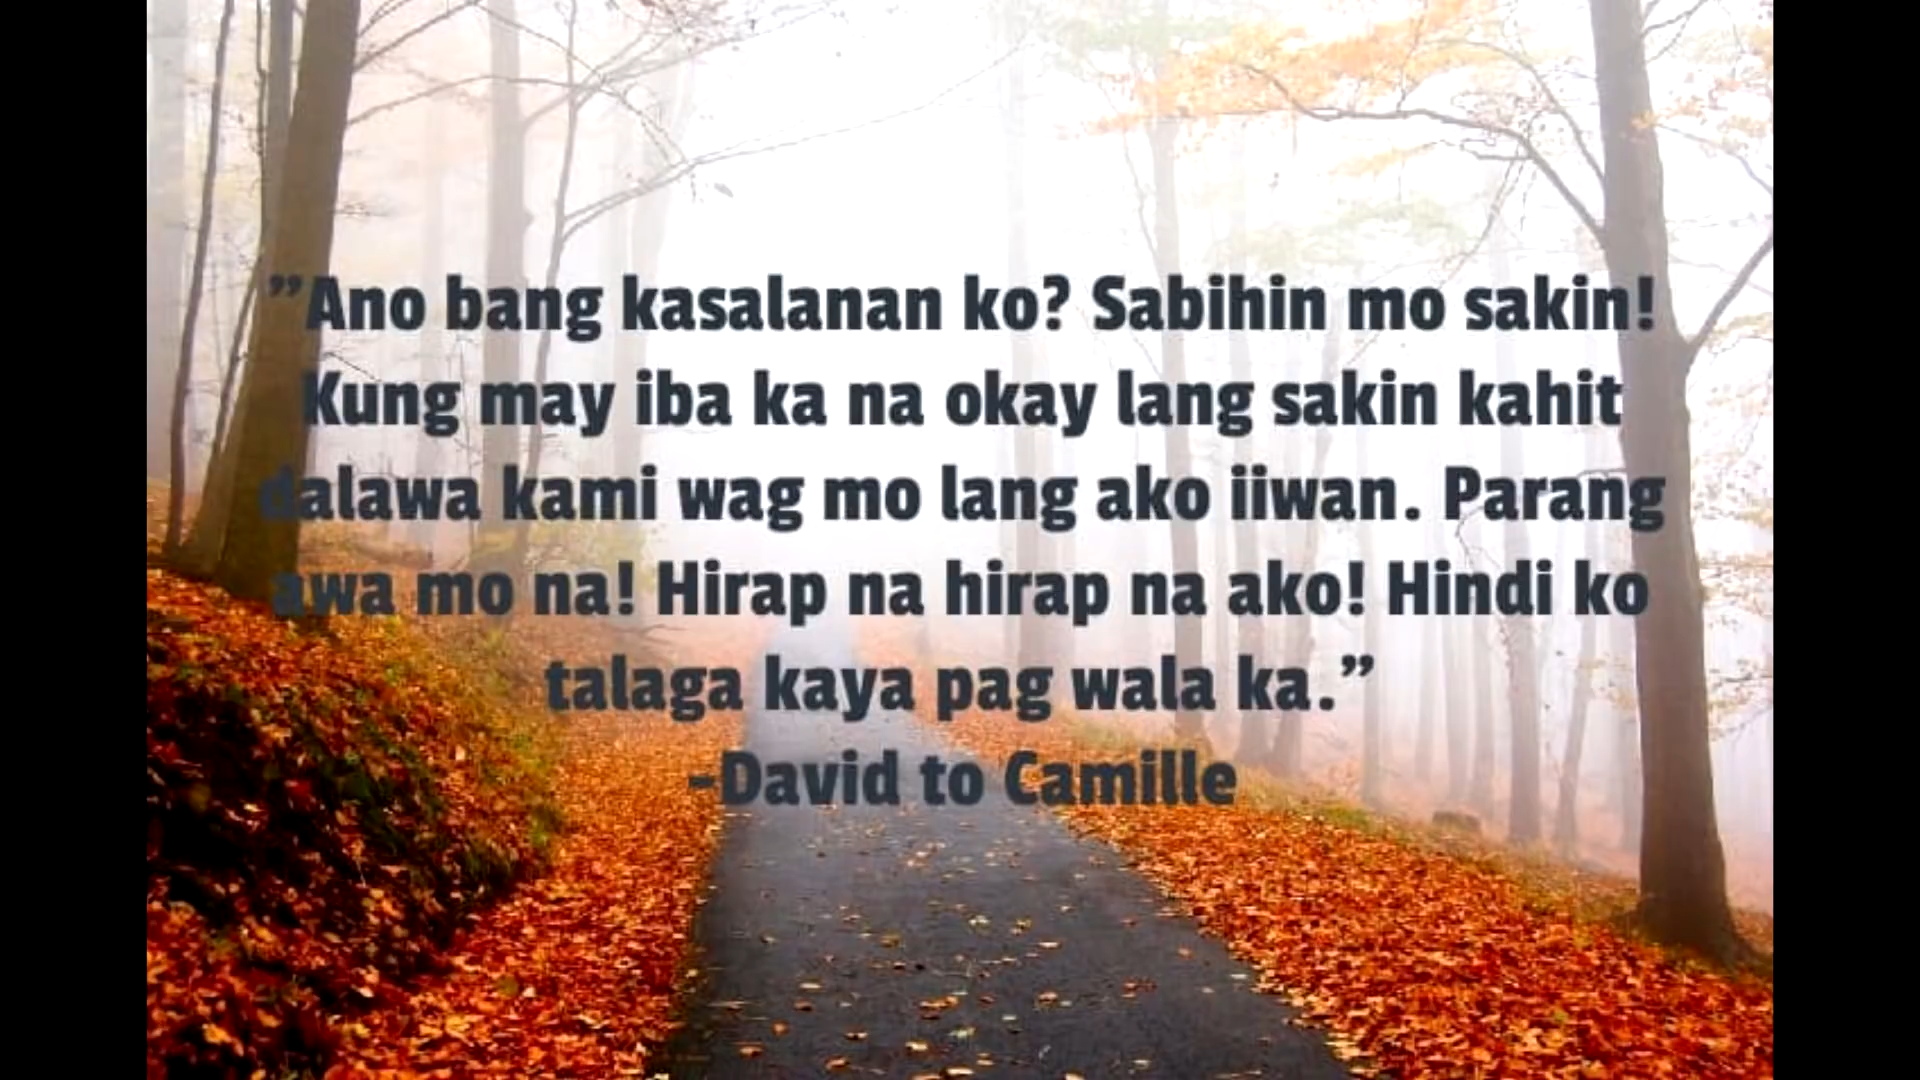 ”Ano bang kasalanan ko? Sabihin mo sakin!
Kung may iba ka na okay lang sakin kahit
dalawa kami wag mo lang ako iiwan. Parang
awa mo na! Hirap na hirap na ako! Hindi ko
talaga kaya pag wala ka.”
-David to Camille